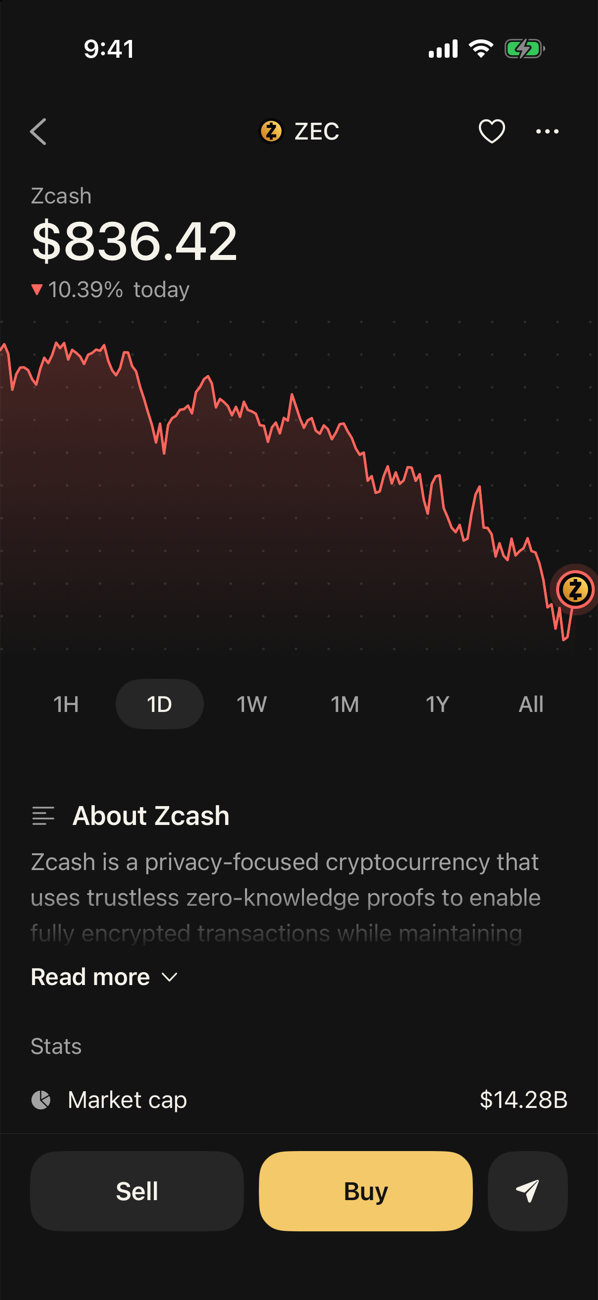 9:41
ZEC
Zcash
$836.42
10.39% today
1H 1D 1W 1M 1Y All
About Zcash
Zcash is a privacy-focused cryptocurrency that
uses trustless zero-knowledge proofs to enable
fully encrypted transactions while maintaining
Read more
Stats
Market cap $14.28B
Sell Buy